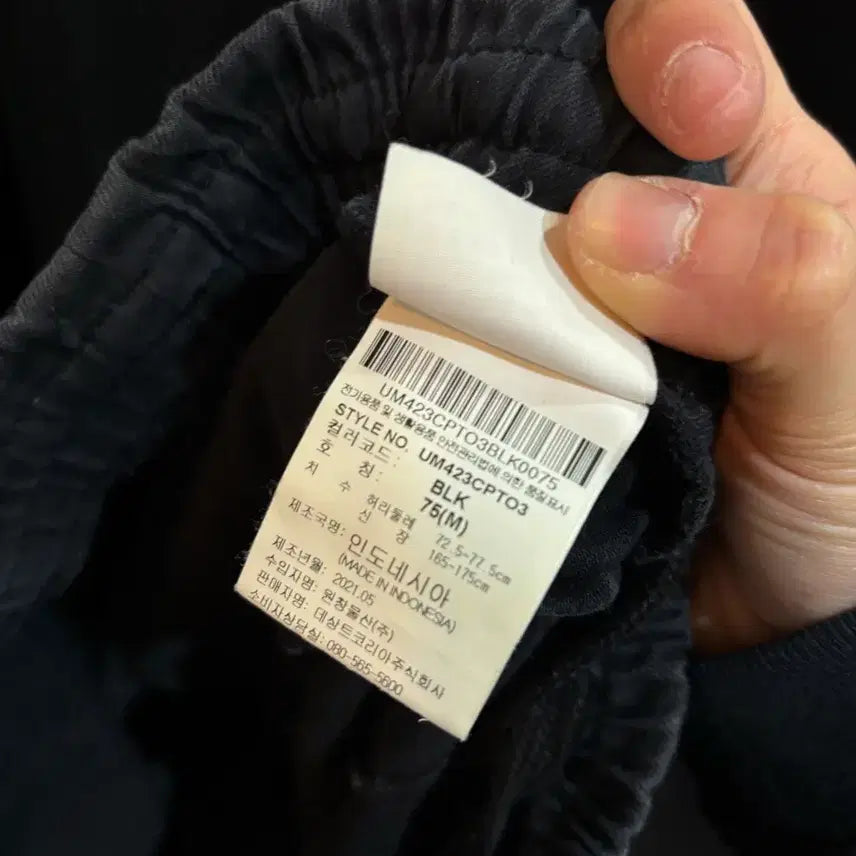 UM423CPTO3BLK0075
전기용품 및 생활용품 안전관리법에 의한 품질표시
STYLE NO. UM423CPTO3
컬러코드: BLK
호 칭: 75(M)
치 수 허리둘레 72.5~77.5cm
신 장 165~175cm
제조국명: 인도네시아
(MADE IN INDONESIA)
제조년월: 2021.05
수입자명: 원창물산(주)
판매자명: 데상트코리아주식회사
소비자상담실: 080-565-5600